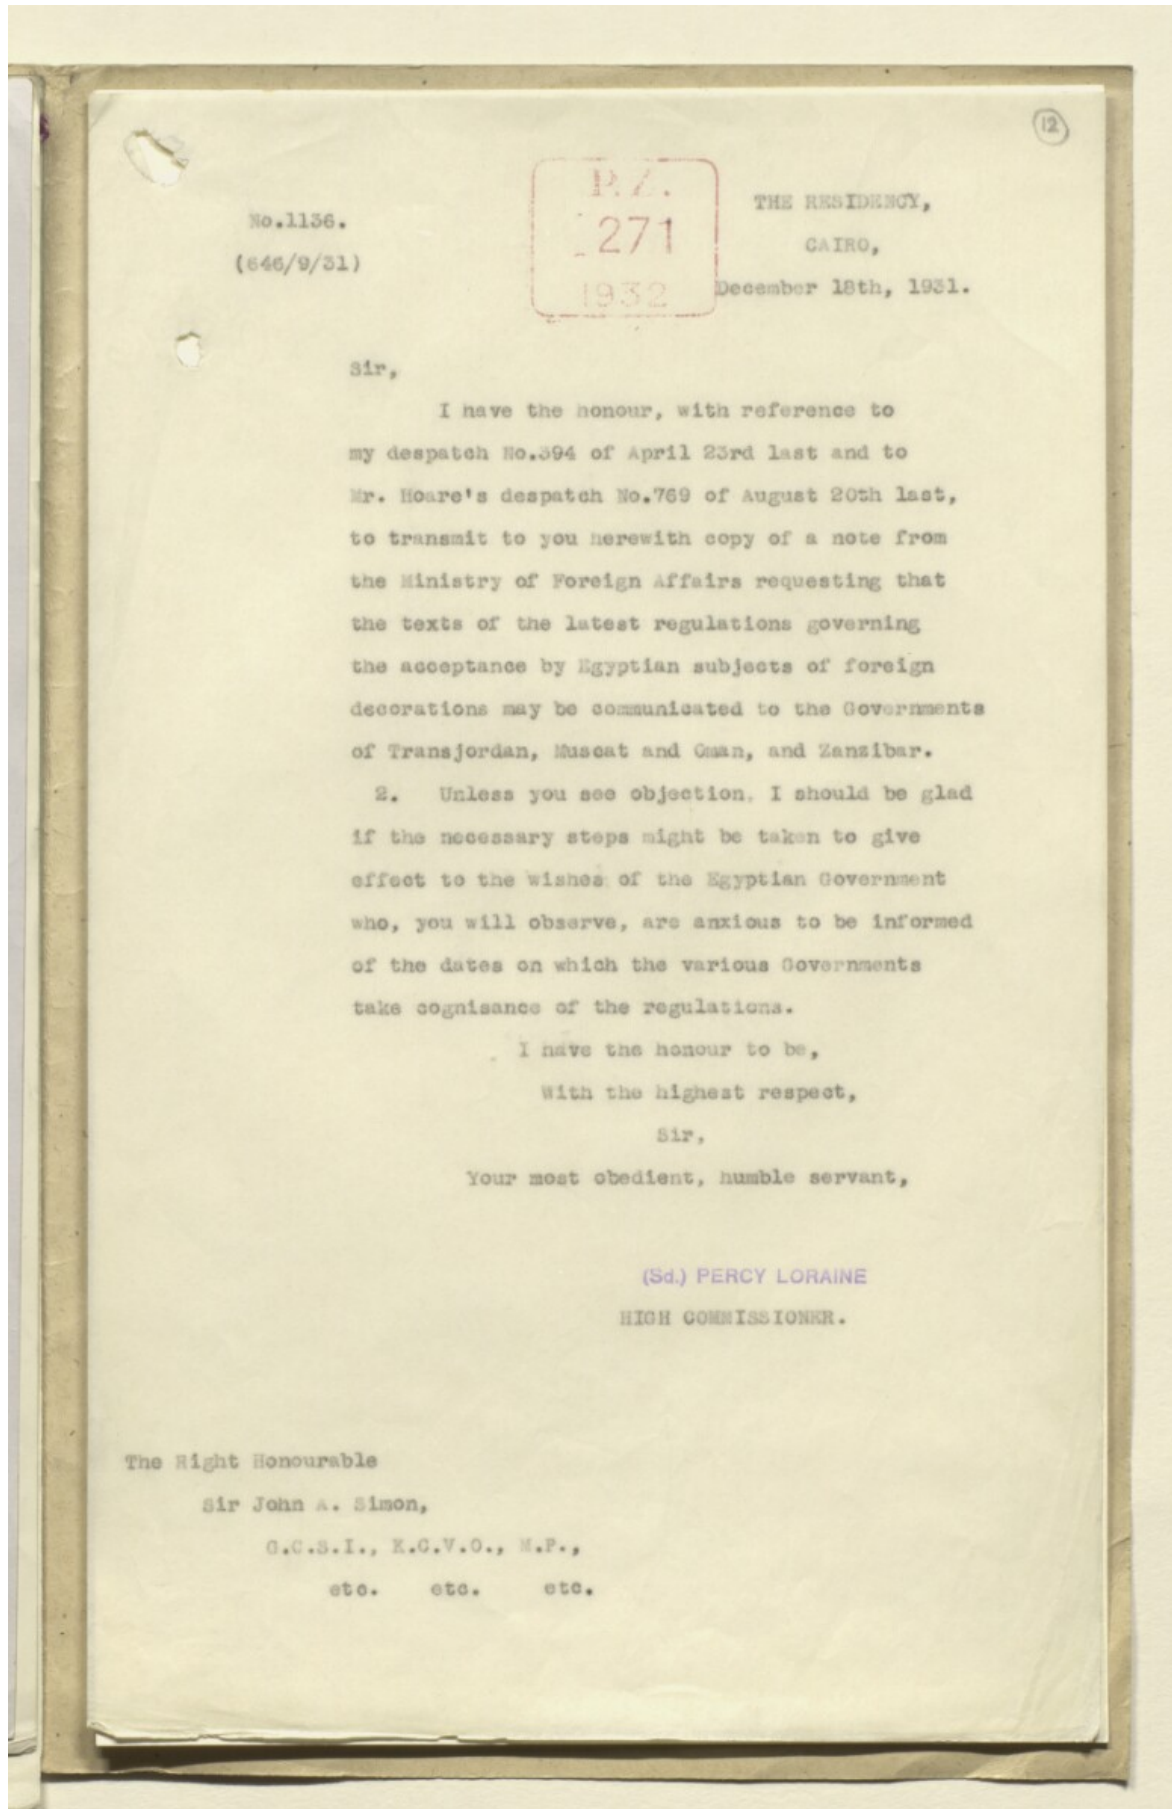 12
P.Z.
271
1932
No.1136.
(646/9/31)
THE RESIDENCY,
CAIRO,
December 18th, 1931.
Sir,
I have the honour, with reference to
my despatch No.394 of April 23rd last and to
Mr. Hoare's despatch No.769 of August 20th last,
to transmit to you herewith copy of a note from
the Ministry of Foreign Affairs requesting that
the texts of the latest regulations governing
the acceptance by Egyptian subjects of foreign
decorations may be communicated to the Governments
of Transjordan, Muscat and Oman, and Zanzibar.
2. Unless you see objection, I should be glad
if the necessary steps might be taken to give
effect to the wishes of the Egyptian Government
who, you will observe, are anxious to be informed
of the dates on which the various Governments
take cognisance of the regulations.
I have the honour to be,
With the highest respect,
Sir,
Your most obedient, humble servant,
(Sd.) PERCY LORAINE
HIGH COMMISSIONER.
The Right Honourable
Sir John A. Simon,
G.C.S.I., K.C.V.O., M.P.,
etc. etc. etc.